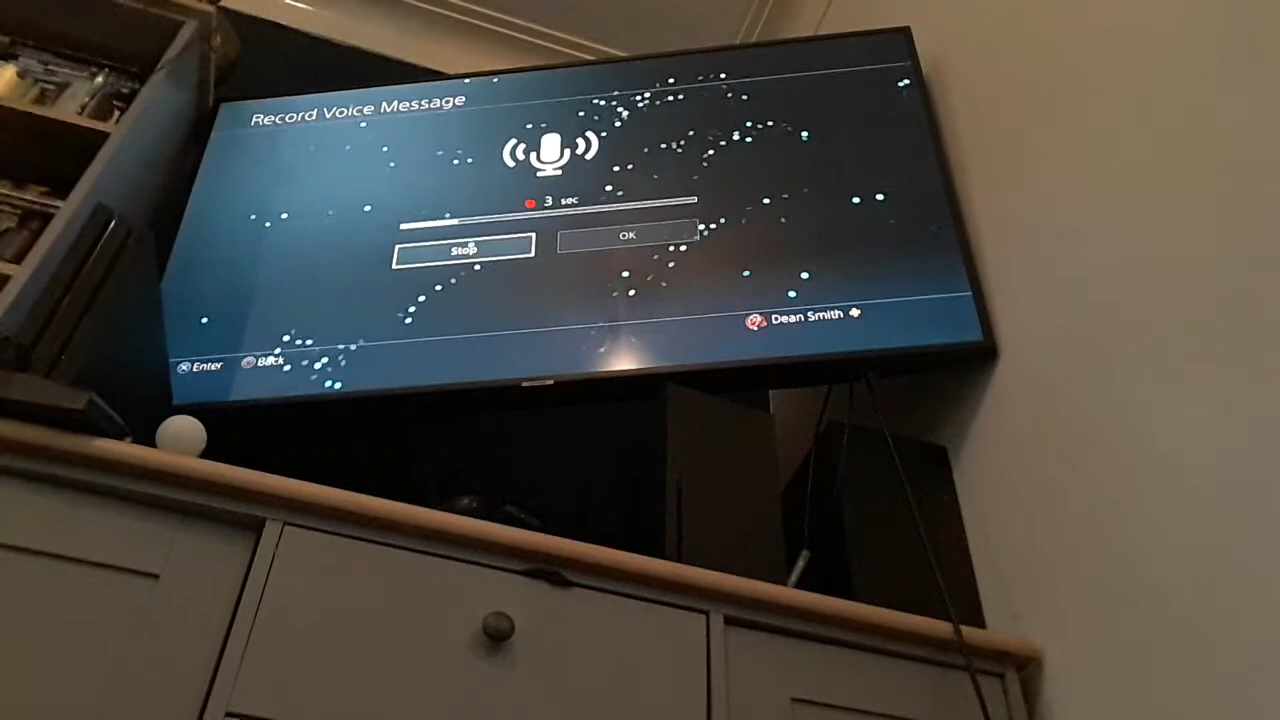 Record Voice Message
3 sec
Stop
OK
Dean Smith
Enter
Back